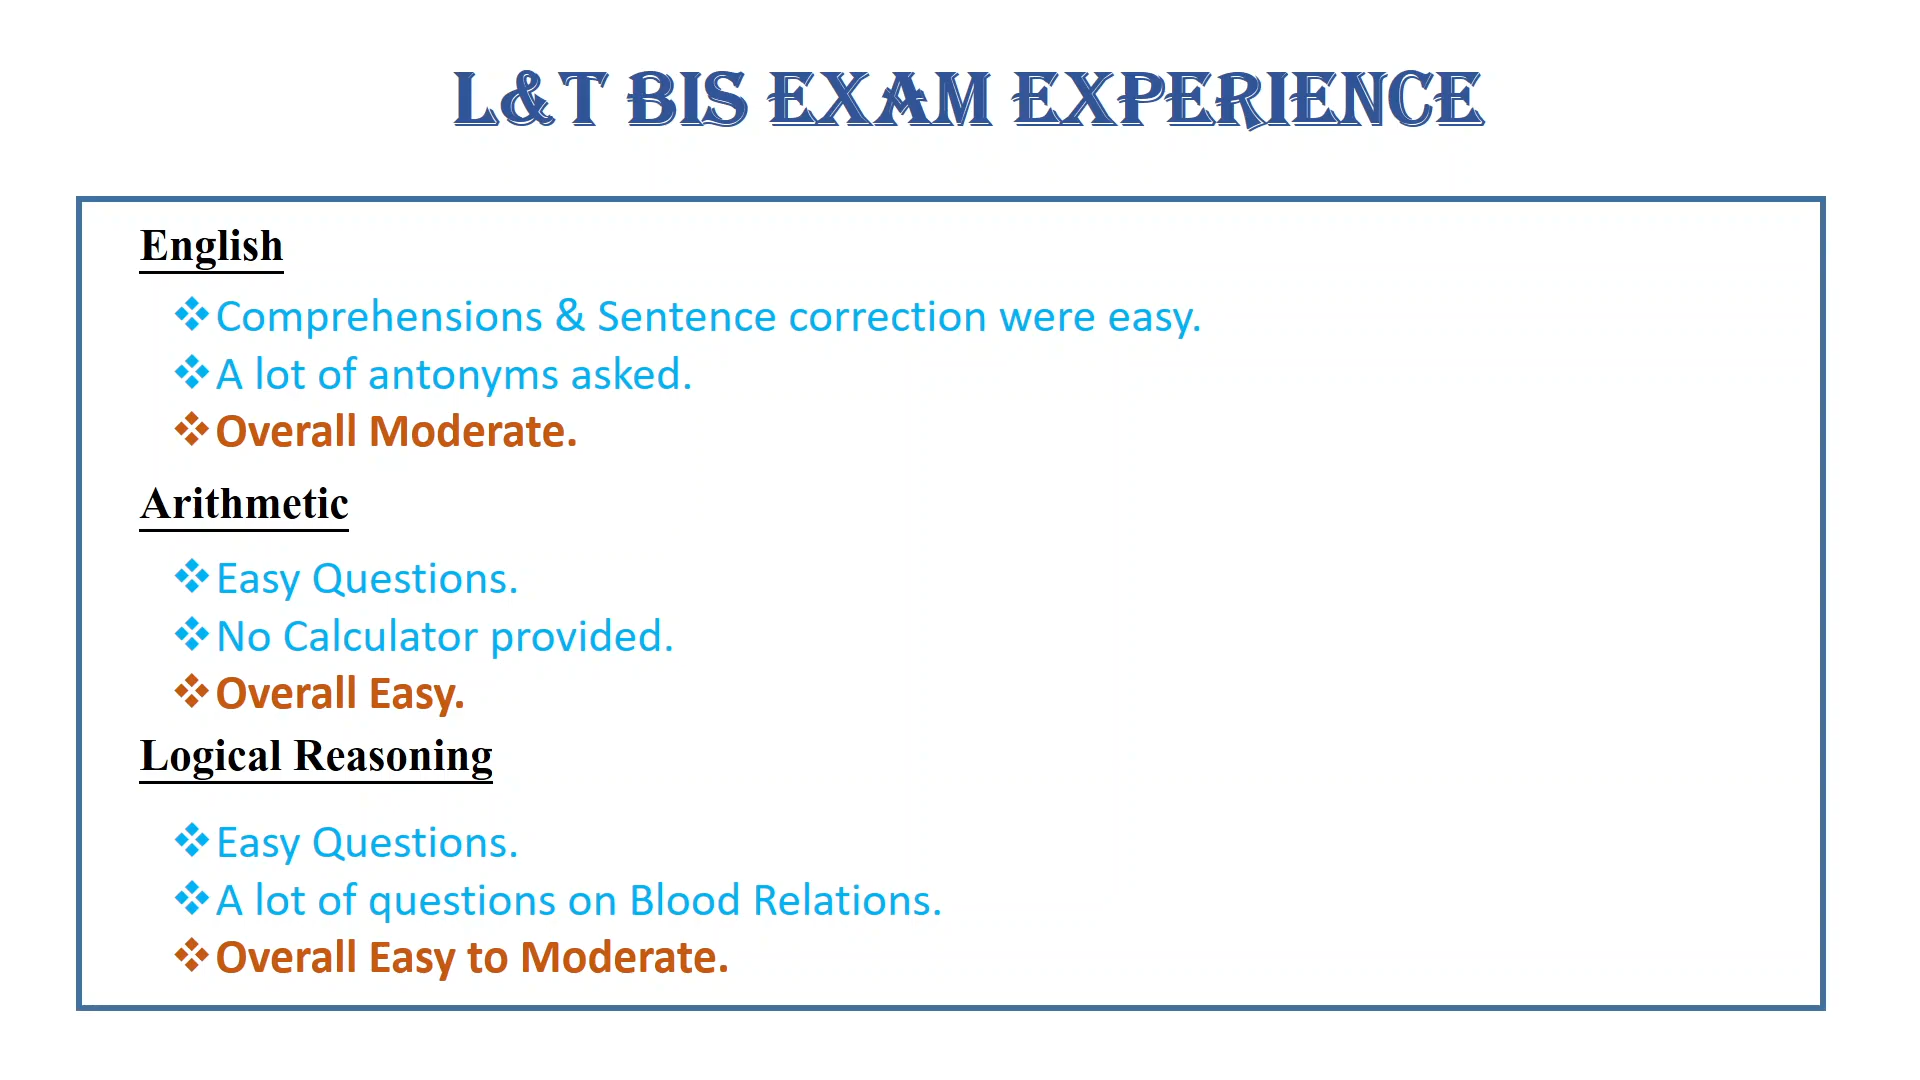 L&T BIS EXAM EXPERIENCE
English
❖Comprehensions & Sentence correction were easy.
❖A lot of antonyms asked.
❖Overall Moderate.
Arithmetic
❖Easy Questions.
❖No Calculator provided.
❖Overall Easy.
Logical Reasoning
❖Easy Questions.
❖A lot of questions on Blood Relations.
❖Overall Easy to Moderate.